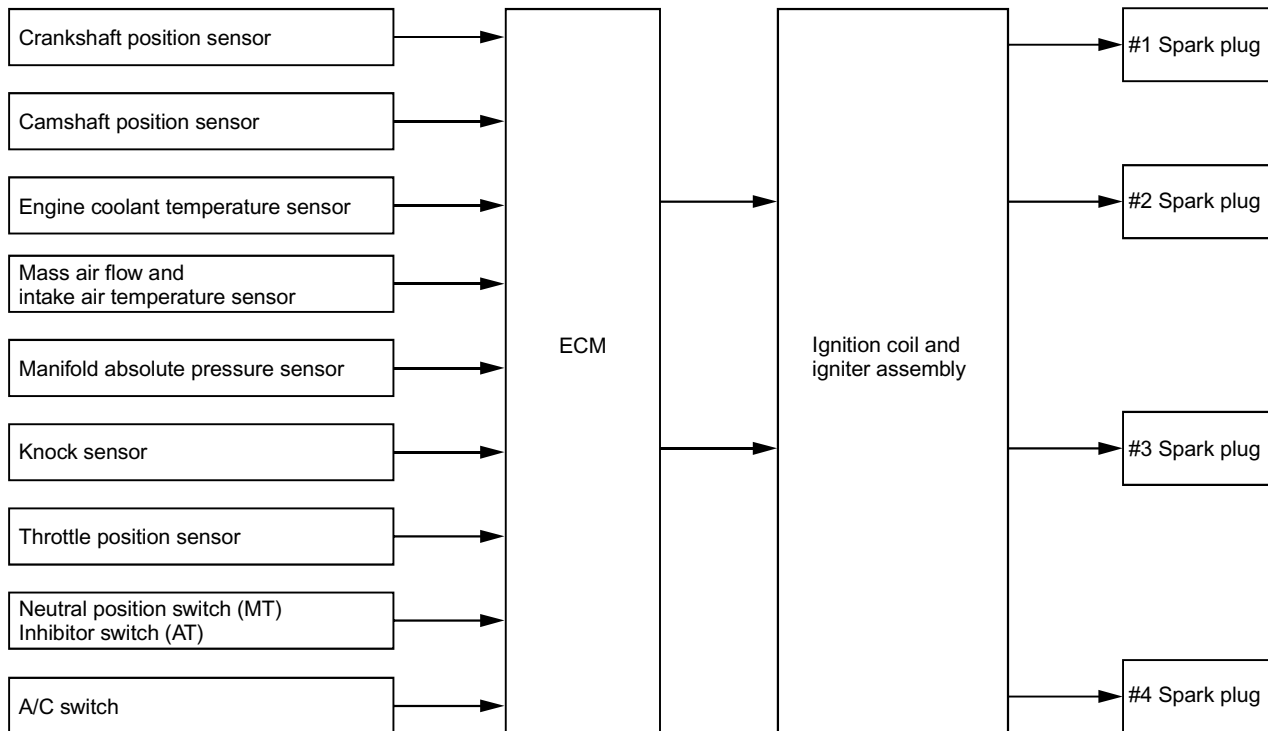 Crankshaft position sensor
Camshaft position sensor
Engine coolant temperature sensor
Mass air flow and
intake air temperature sensor
Manifold absolute pressure sensor
Knock sensor
Throttle position sensor
Neutral position switch (MT)
Inhibitor switch (AT)
A/C switch
ECM
Ignition coil and
igniter assembly
#1 Spark plug
#2 Spark plug
#3 Spark plug
#4 Spark plug